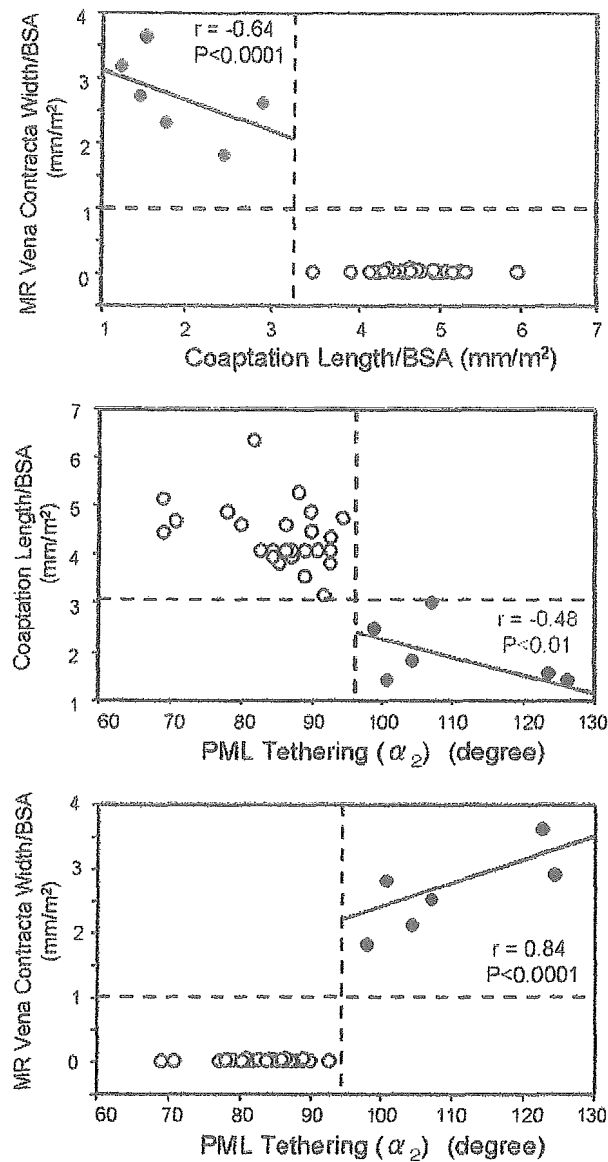 4
3
2
1
0
MR Vena Contracta Width/BSA
(mm/m²)
r = -0.64
P<0.0001
1 2 3 4 5 6 7
Coaptation Length/BSA (mm/m²)
7
6
5
4
3
2
1
Coaptation Length/BSA
(mm/m²)
r = -0.48
P<0.01
60 70 80 90 100 110 120 130
PML Tethering (α₂) (degree)
4
3
2
1
0
MR Vena Contracta Width/BSA
(mm/m²)
r = 0.84
P<0.0001
60 70 80 90 100 110 120 130
PML Tethering (α₂) (degree)